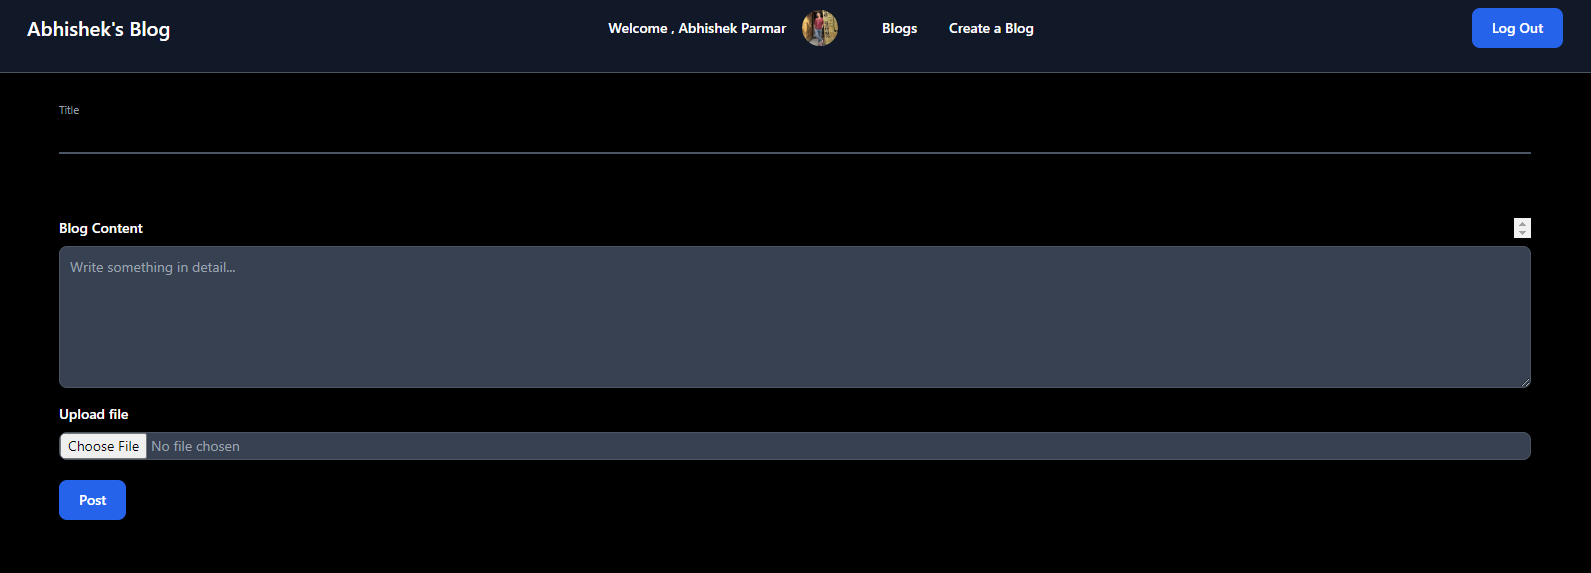 Abhishek's Blog
Welcome , Abhishek Parmar
Blogs
Create a Blog
Log Out
Title
Blog Content
Write something in detail...
Upload file
Choose File No file chosen
Post